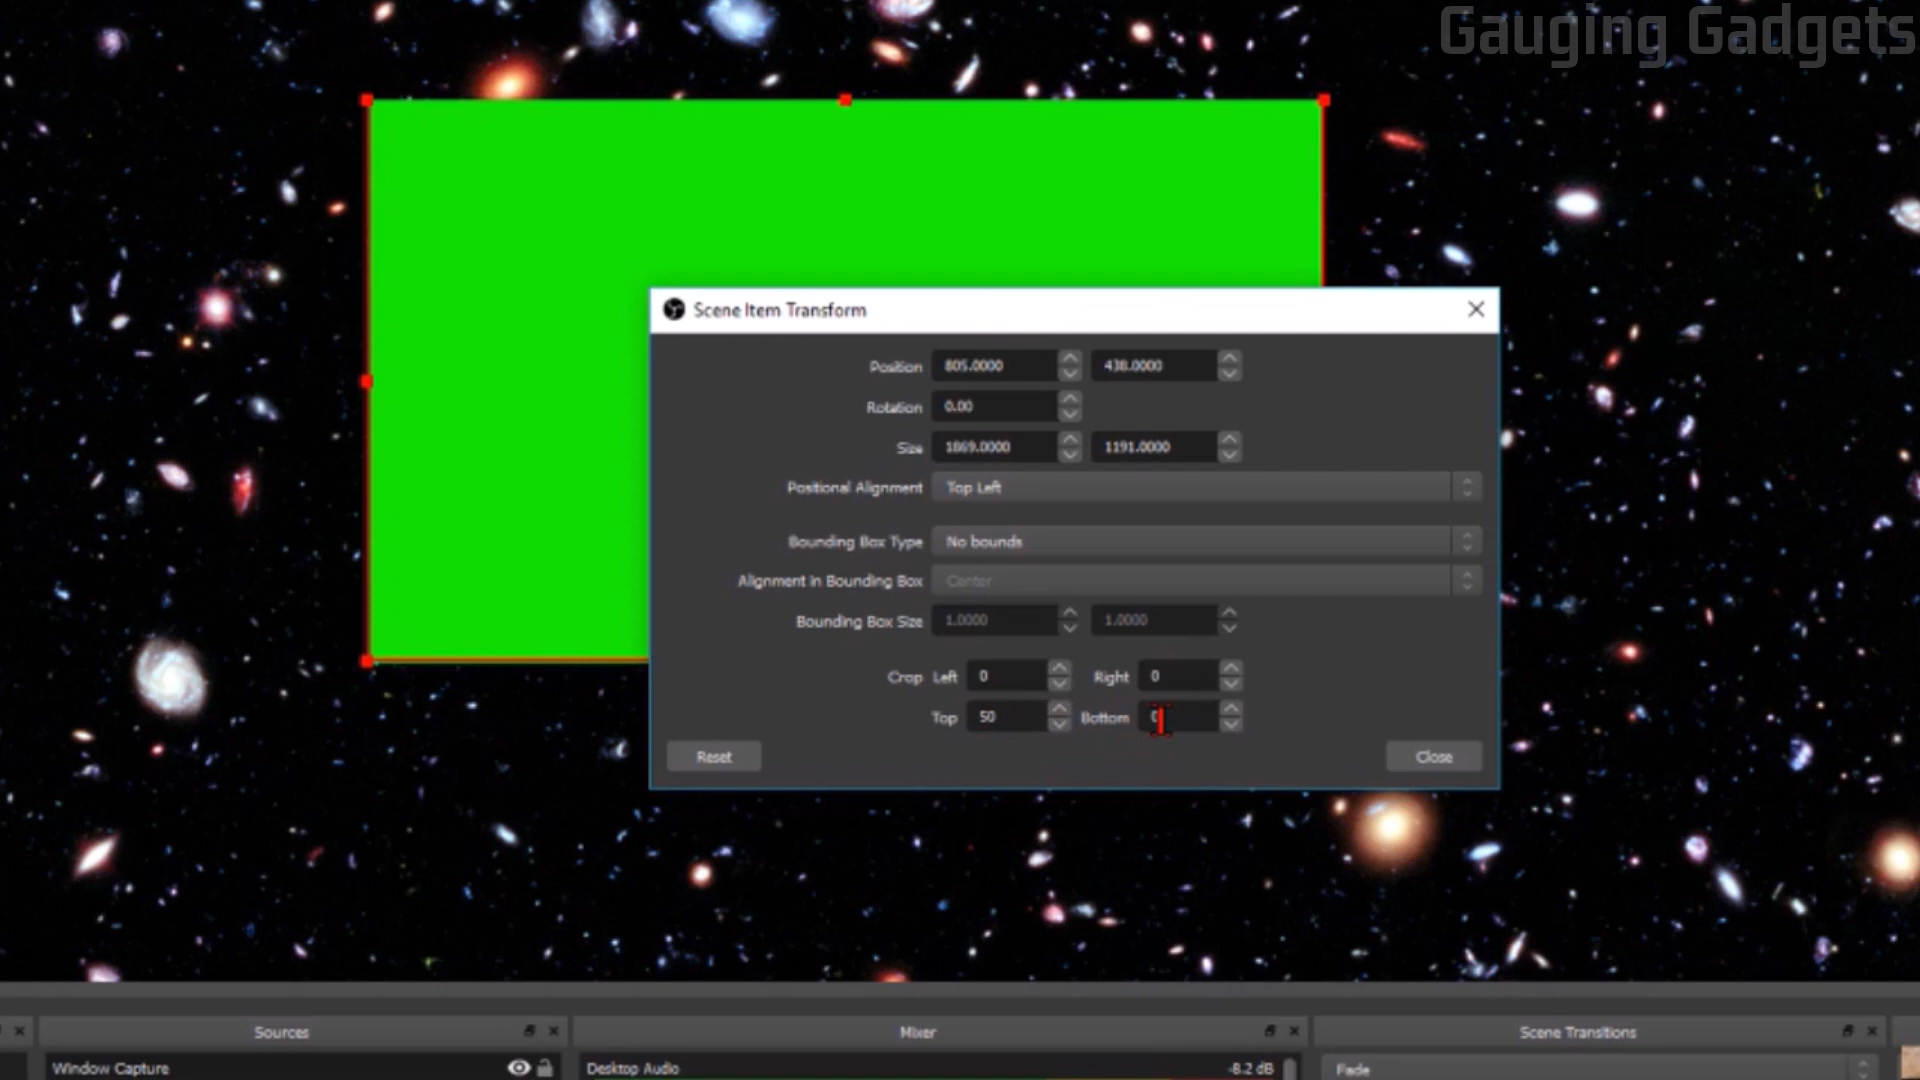 Gauging Gadgets
Scene Item Transform
Position 805.0000 438.0000
Rotation 0.00
Size 1869.0000 1191.0000
Positional Alignment Top Left
Bounding Box Type No bounds
Alignment in Bounding Box Center
Bounding Box Size 1.0000 1.0000
Crop Left 0 Right 0
Top 50 Bottom 0
Reset Close
Sources Mixer Scene Transitions
Window Capture Desktop Audio -8.2 dB Fade